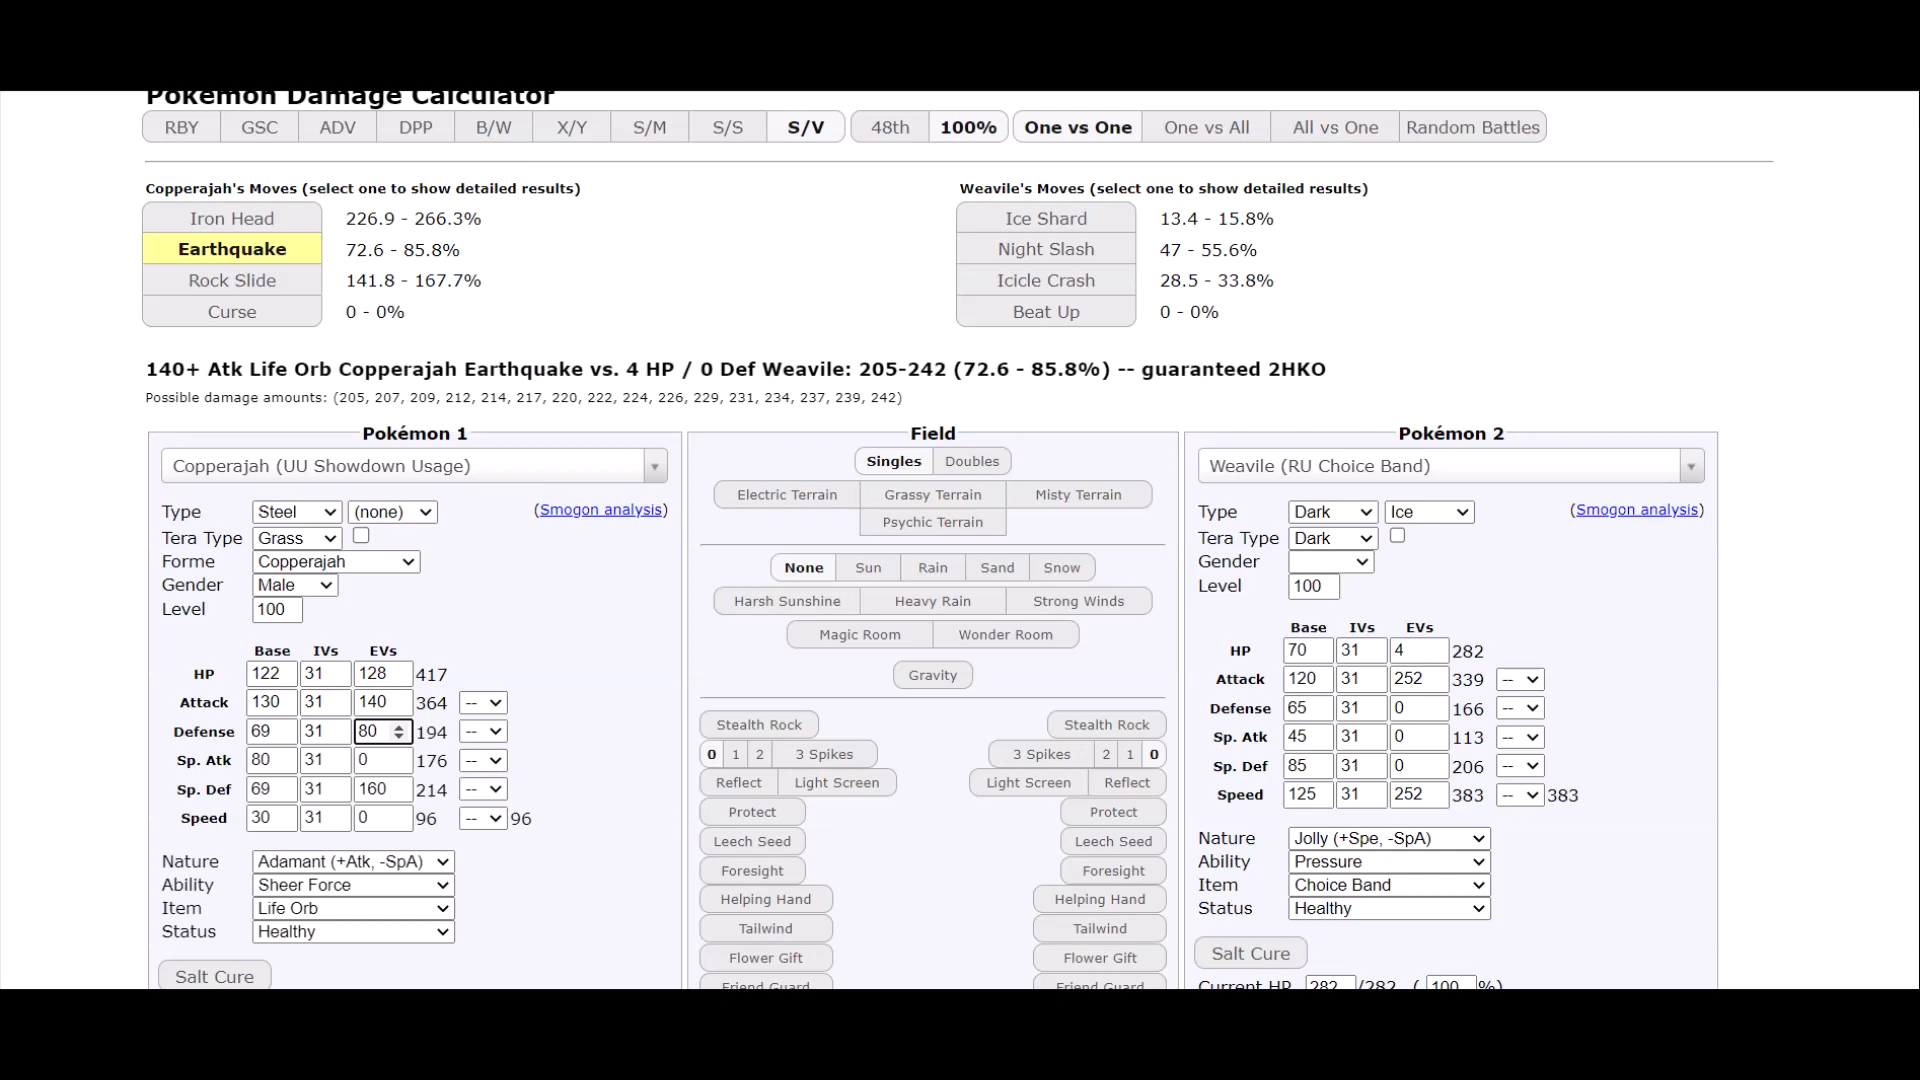 Pokémon Damage Calculator
RBY GSC ADV DPP B/W X/Y S/M S/S S/V 48th 100% One vs One One vs All All vs One Random Battles
Copperajah's Moves (select one to show detailed results)
Iron Head 226.9 - 266.3%
Earthquake 72.6 - 85.8%
Rock Slide 141.8 - 167.7%
Curse 0 - 0%
Weavile's Moves (select one to show detailed results)
Ice Shard 13.4 - 15.8%
Night Slash 47 - 55.6%
Icicle Crash 28.5 - 33.8%
Beat Up 0 - 0%
140+ Atk Life Orb Copperajah Earthquake vs. 4 HP / 0 Def Weavile: 205-242 (72.6 - 85.8%) -- guaranteed 2HKO
Possible damage amounts: (205, 207, 209, 212, 214, 217, 220, 222, 224, 226, 229, 231, 234, 237, 239, 242)
Pokémon 1
Copperajah (UU Showdown Usage)
Type Steel (none) (Smogon analysis)
Tera Type Grass
Forme Copperajah
Gender Male
Level 100
Base IVs EVs
HP 122 31 128 417
Attack 130 31 140 364 --
Defense 69 31 80 194 --
Sp. Atk 80 31 0 176 --
Sp. Def 69 31 160 214 --
Speed 30 31 0 96 -- 96
Nature Adamant (+Atk, -SpA)
Ability Sheer Force
Item Life Orb
Status Healthy
Salt Cure
Field
Singles Doubles
Electric Terrain Grassy Terrain Misty Terrain
Psychic Terrain
None Sun Rain Sand Snow
Harsh Sunshine Heavy Rain Strong Winds
Magic Room Wonder Room
Gravity
Stealth Rock Stealth Rock
0 1 2 3 Spikes 3 Spikes 2 1 0
Reflect Light Screen Light Screen Reflect
Protect Protect
Leech Seed Leech Seed
Foresight Foresight
Helping Hand Helping Hand
Tailwind Tailwind
Flower Gift Flower Gift
Friend Guard Friend Guard
Pokémon 2
Weavile (RU Choice Band)
Type Dark Ice (Smogon analysis)
Tera Type Dark
Gender
Level 100
Base IVs EVs
HP 70 31 4 282
Attack 120 31 252 339 --
Defense 65 31 0 166 --
Sp. Atk 45 31 0 113 --
Sp. Def 85 31 0 206 --
Speed 125 31 252 383 -- 383
Nature Jolly (+Spe, -SpA)
Ability Pressure
Item Choice Band
Status Healthy
Salt Cure
Current HP 282 /282 ( 100 %)